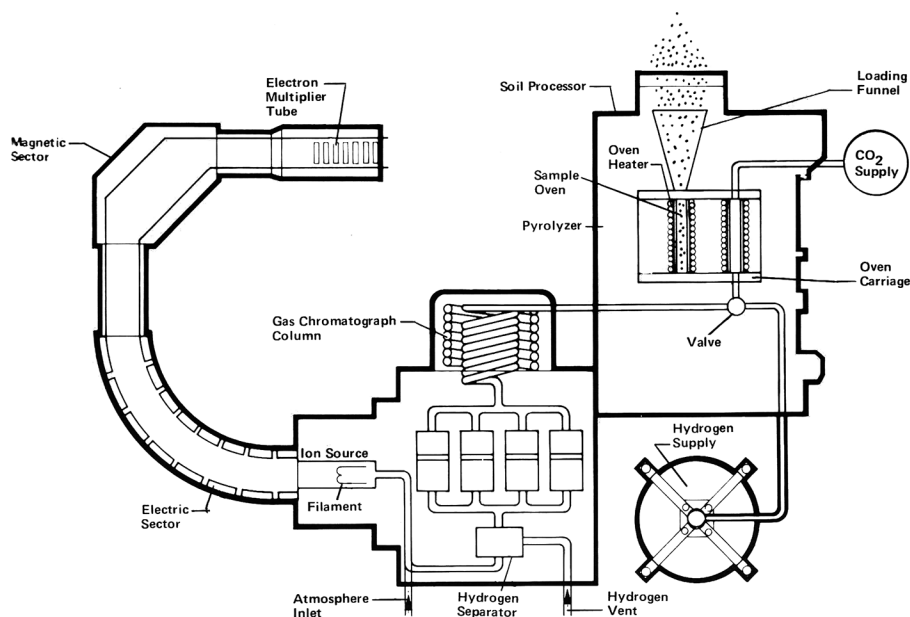 Electron
Multiplier
Tube
Magnetic
Sector
Soil Processor
Loading
Funnel
Oven
Heater
Sample
Oven
CO2
Supply
Pyrolyzer
Oven
Carriage
Gas Chromatograph
Column
Valve
Hydrogen
Supply
Ion Source
Filament
Electric
Sector
Atmosphere
Inlet
Hydrogen
Separator
Hydrogen
Vent